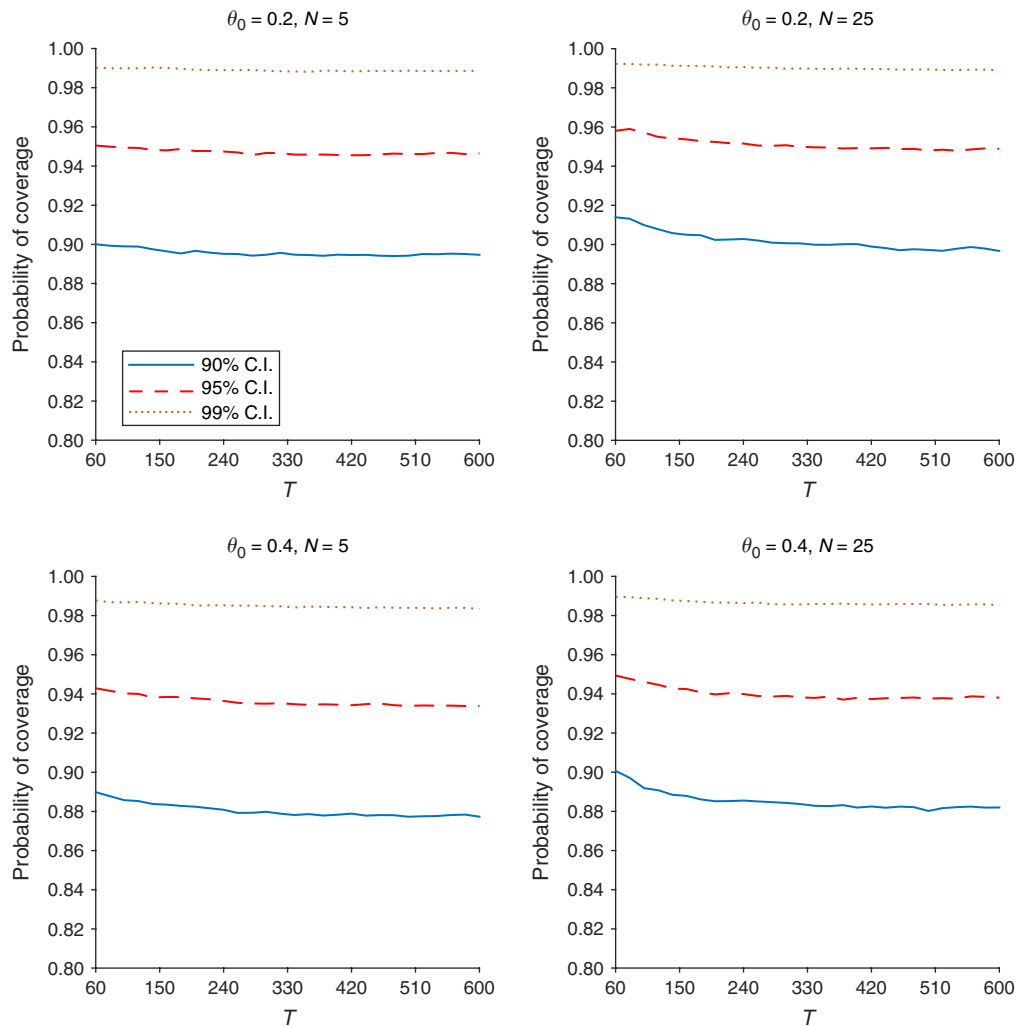 θ0 = 0.2, N = 5
Probability of coverage
1.00
0.98
0.96
0.94
0.92
0.90
0.88
0.86
0.84
0.82
0.80
90% C.I.
95% C.I.
99% C.I.
60 150 240 330 420 510 600
T
θ0 = 0.2, N = 25
Probability of coverage
1.00
0.98
0.96
0.94
0.92
0.90
0.88
0.86
0.84
0.82
0.80
60 150 240 330 420 510 600
T
θ0 = 0.4, N = 5
Probability of coverage
1.00
0.98
0.96
0.94
0.92
0.90
0.88
0.86
0.84
0.82
0.80
60 150 240 330 420 510 600
T
θ0 = 0.4, N = 25
Probability of coverage
1.00
0.98
0.96
0.94
0.92
0.90
0.88
0.86
0.84
0.82
0.80
60 150 240 330 420 510 600
T